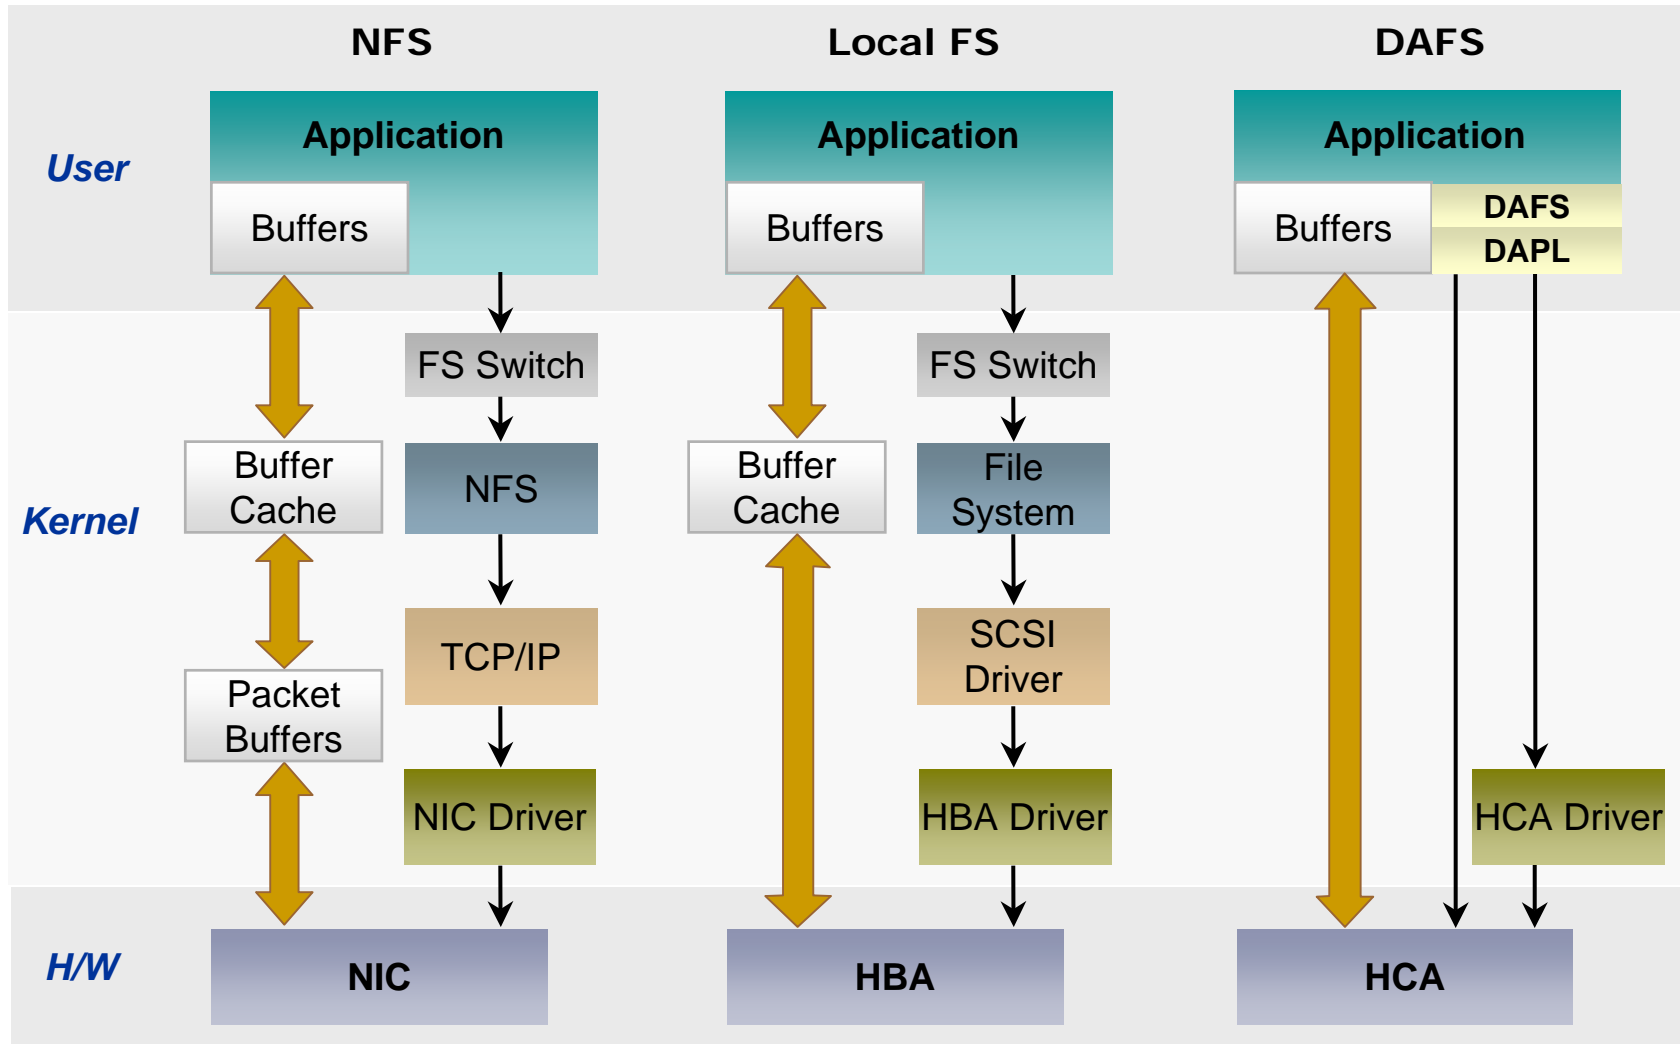 NFS
Local FS
DAFS
User
Application
Application
Application
Buffers
Buffers
Buffers
DAFS
DAPL
Kernel
FS Switch
FS Switch
Buffer
Cache
NFS
Buffer
Cache
File
System
Packet
Buffers
TCP/IP
SCSI
Driver
NIC Driver
HBA Driver
HCA Driver
H/W
NIC
HBA
HCA